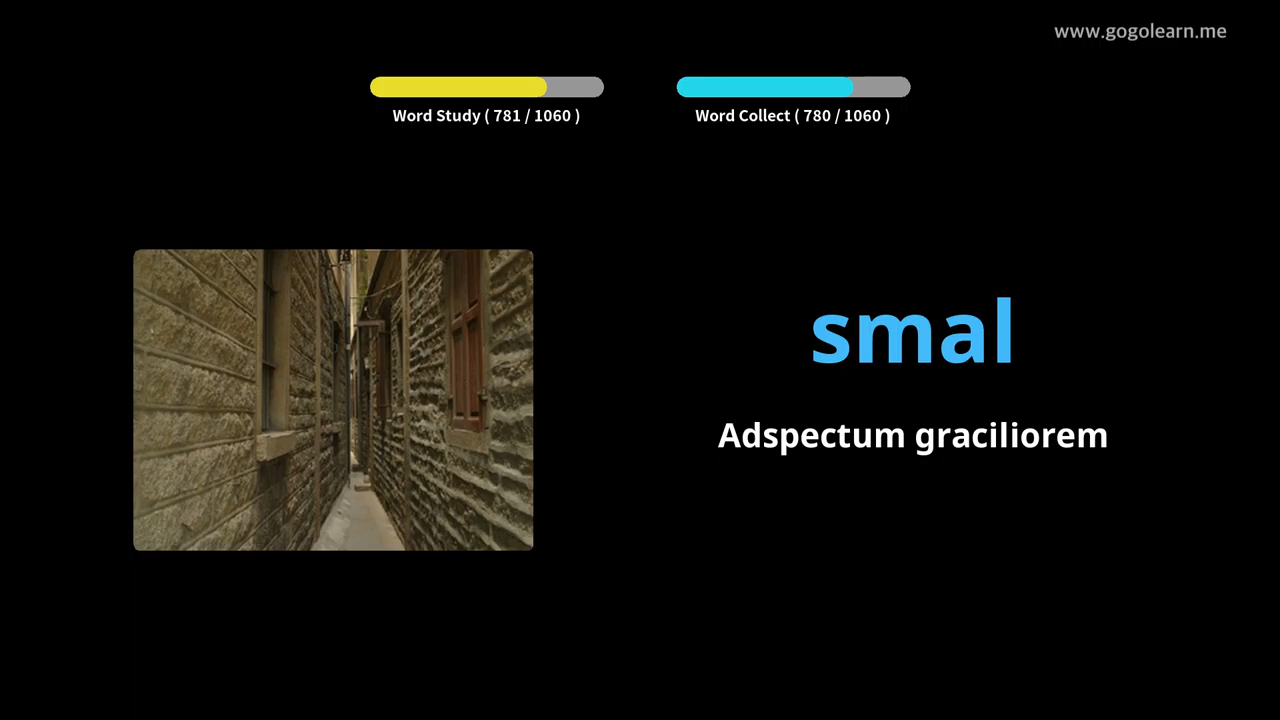 www.gogolearn.me
Word Study ( 781 / 1060 )
Word Collect ( 780 / 1060 )
smal
Adspectum graciliorem